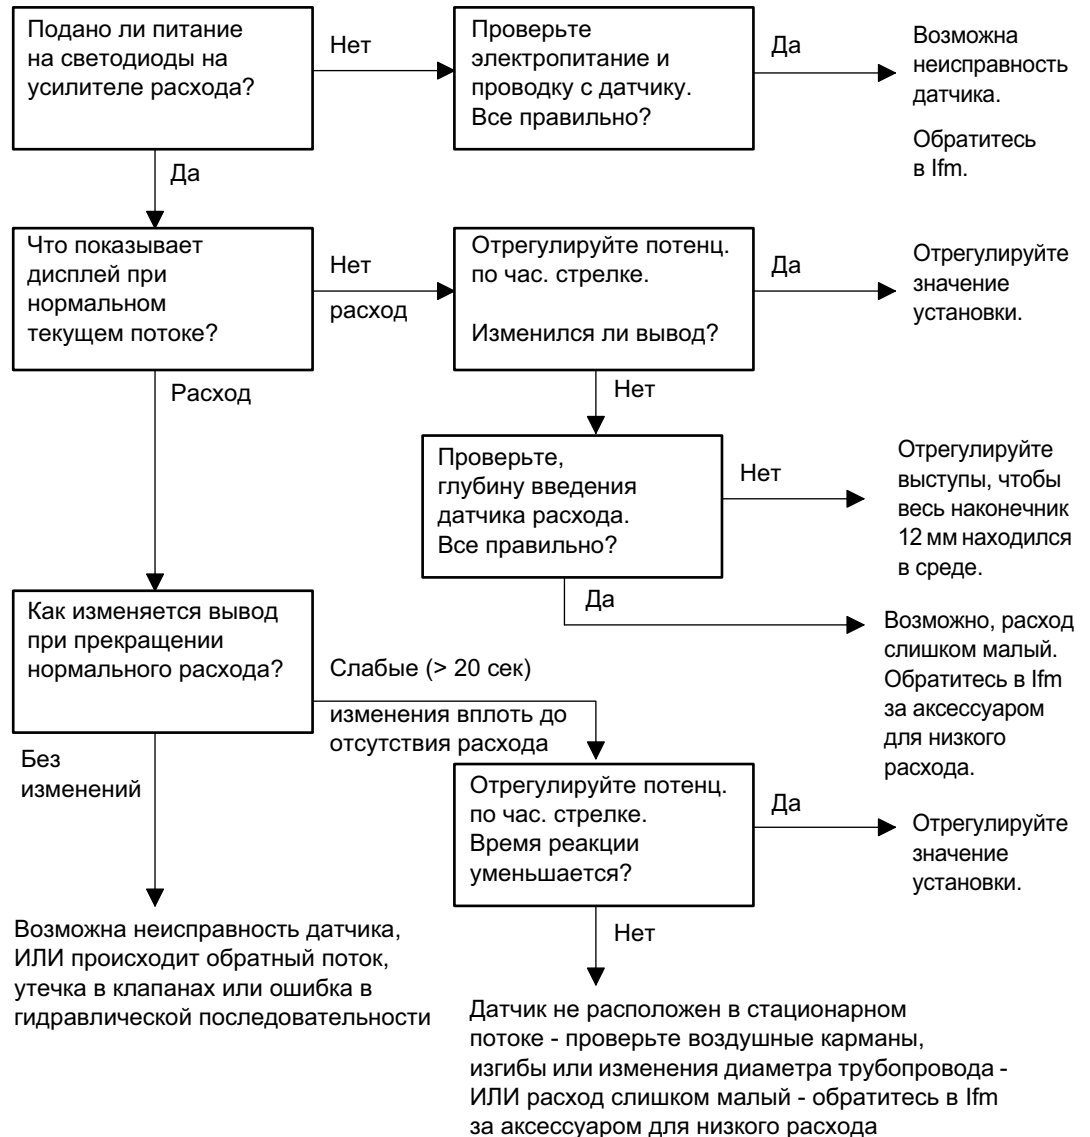 Подано ли питание
на светодиоды на
усилителе расхода?
Нет
Проверьте
электропитание и
проводку с датчику.
Все правильно?
Да
Возможна
неисправность
датчика.
Обратитесь
в Ifm.
Да
Что показывает
дисплей при
нормальном
текущем потоке?
Нет
расход
Отрегулируйте потенц.
по час. стрелке.
Изменился ли вывод?
Да
Отрегулируйте
значение
установки.
Расход
Нет
Проверьте,
глубину введения
датчика расхода.
Все правильно?
Нет
Отрегулируйте
выступы, чтобы
весь наконечник
12 мм находился
в среде.
Да
Возможно, расход
слишком малый.
Обратитесь в Ifm
за аксессуаром
для низкого
расхода.
Как изменяется вывод
при прекращении
нормального расхода?
Слабые (> 20 сек)
изменения вплоть до
отсутствия расхода
Без
изменений
Отрегулируйте потенц.
по час. стрелке.
Время реакции
уменьшается?
Да
Отрегулируйте
значение
установки.
Нет
Возможна неисправность датчика,
ИЛИ происходит обратный поток,
утечка в клапанах или ошибка в
гидравлической последовательности
Датчик не расположен в стационарном
потоке - проверьте воздушные карманы,
изгибы или изменения диаметра трубопровода -
ИЛИ расход слишком малый - обратитесь в Ifm
за аксессуаром для низкого расхода